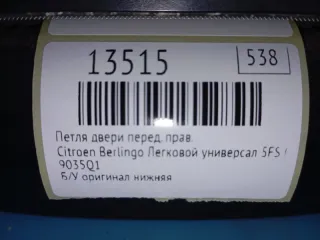 13515
538
Петля двери перед. прав.
Citroen Berlingo Легковой универсал 5FS (
9035Q1
Б/У оригинал нижняя